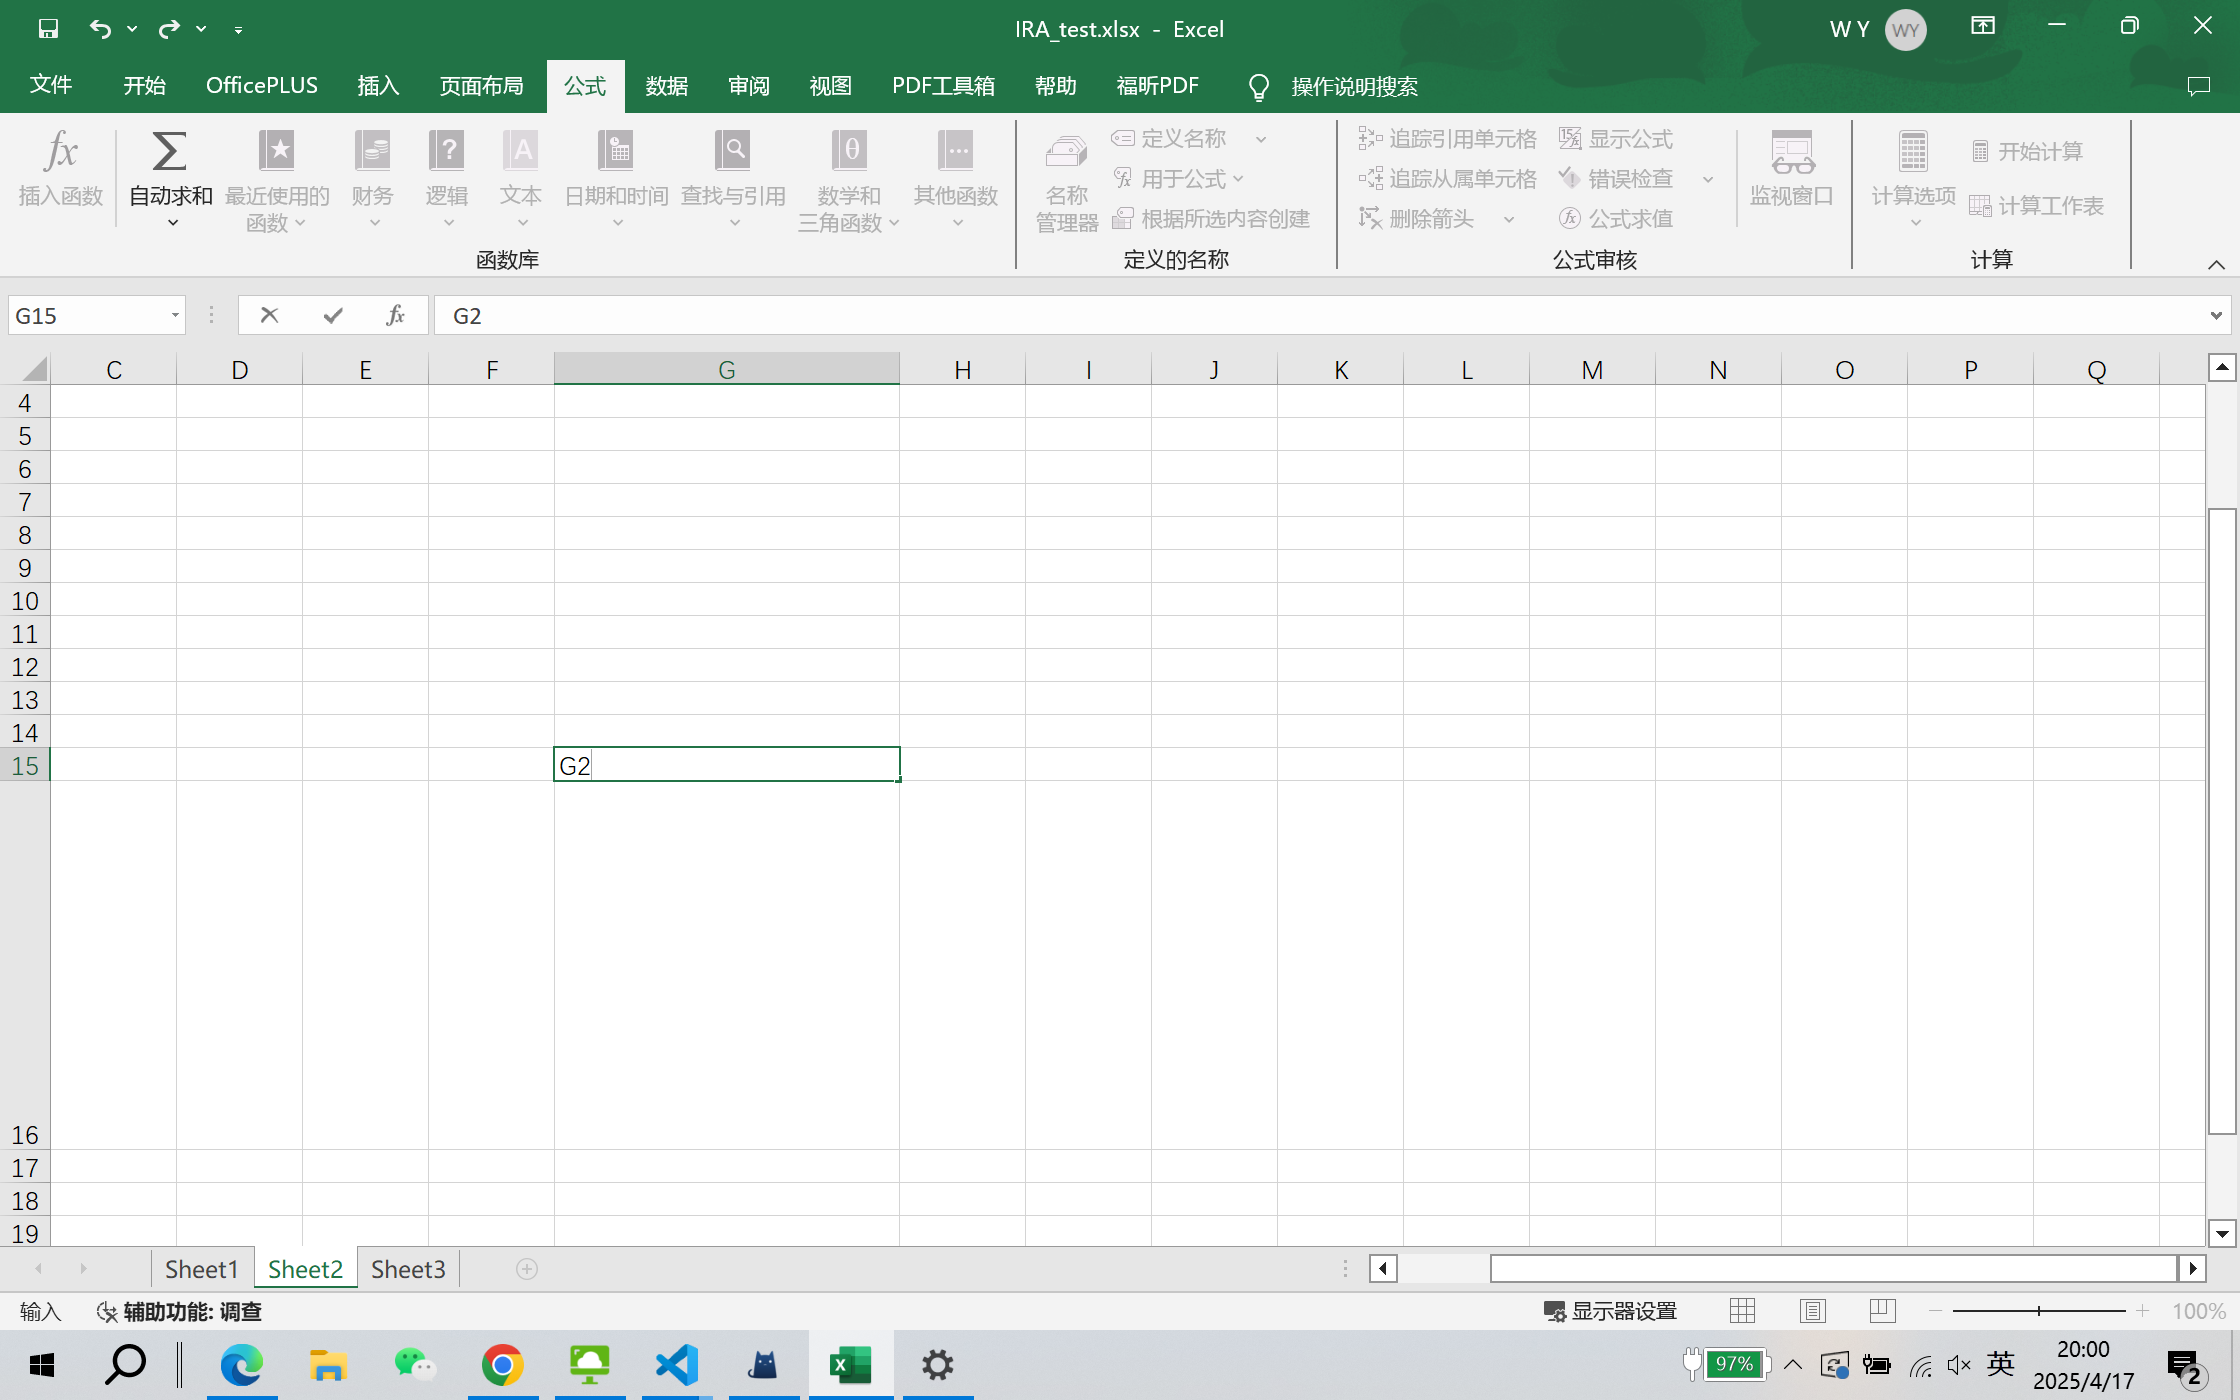 IRA_test.xlsx - Excel
W Y
WY
文件
开始
OfficePLUS
插入
页面布局
公式
数据
审阅
视图
PDF工具箱
帮助
福昕PDF
操作说明搜索
插入函数
自动求和
最近使用的
函数
财务
逻辑
文本
日期和时间
查找与引用
数学和
三角函数
其他函数
函数库
名称
管理器
定义名称
用于公式
根据所选内容创建
定义的名称
追踪引用单元格
追踪从属单元格
删除箭头
显示公式
错误检查
公式求值
公式审核
监视窗口
计算选项
开始计算
计算工作表
计算
G15
fx
G2
C D E F G H I J K L M N O P Q
4
5
6
7
8
9
10
11
12
13
14
15 G2
16
17
18
19
Sheet1
Sheet2
Sheet3
输入
辅助功能: 调查
显示器设置
100%
97%
英
20:00
2025/4/17
2